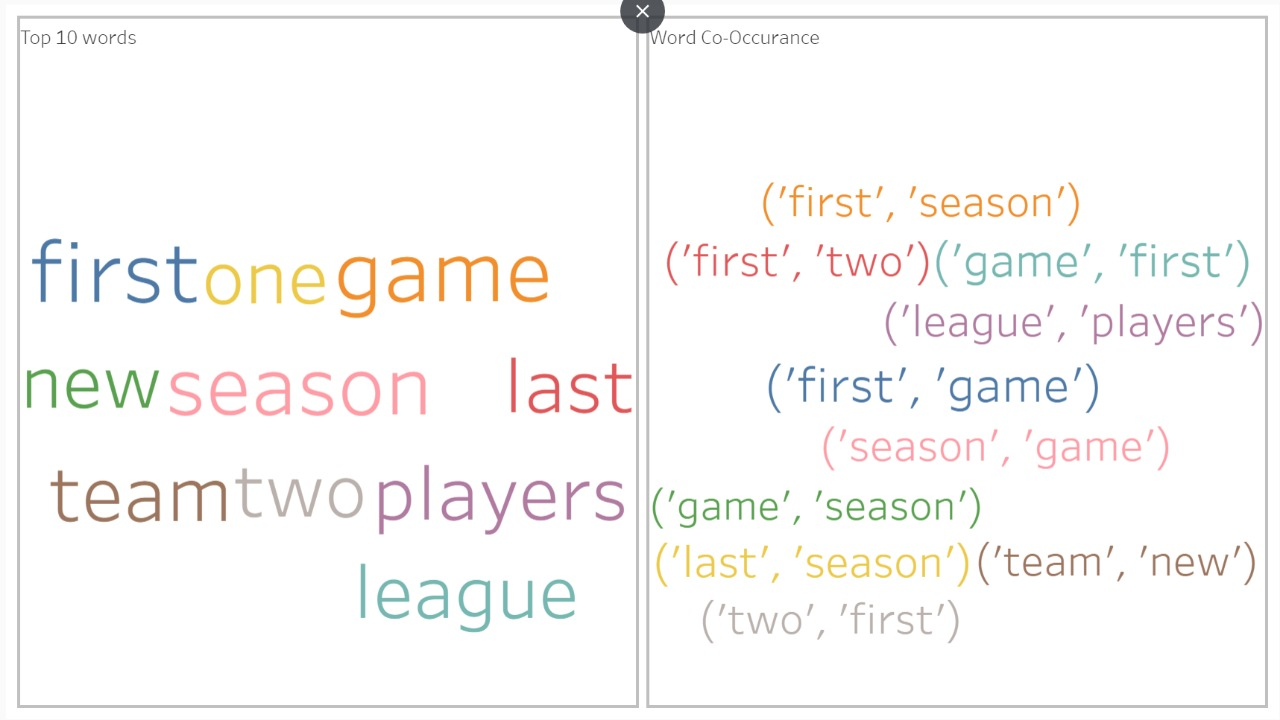 Top 10 words
first one game
new season last
team two players
league
Word Co-Occurance
('first', 'season')
('first', 'two') ('game', 'first')
('league', 'players')
('first', 'game')
('season', 'game')
('game', 'season')
('last', 'season') ('team', 'new')
('two', 'first')